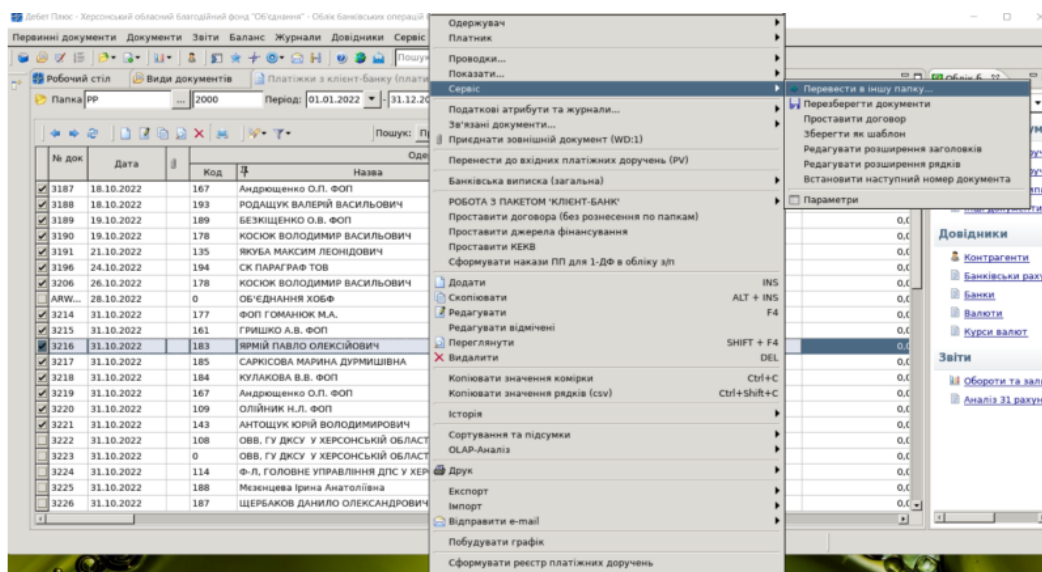 Дебет Плюс - Херсонський обласний благодійний фонд "Об'єднання" - Облік банківських операцій
Первинні документи Документи Звіти Баланс Журнали Довідники Сервіс
Робочий стіл Види документів Платіжки з клієнт-банку
Папка PP ... 2000 Період: 01.01.2022 - 31.12.20
Пошук:
№ док Дата Код Назва
3187 18.10.2022 167 Андрющенко О.П. ФОП
3188 18.10.2022 193 РОДАЩУК ВАЛЕРІЙ ВАСИЛЬОВИЧ
3189 19.10.2022 189 БЕЗКІЩЕНКО О.В. ФОП
3190 19.10.2022 178 КОСЮК ВОЛОДИМИР ВАСИЛЬОВИЧ
3191 21.10.2022 135 ЯКУБА МАКСИМ ЛЕОНІДОВИЧ
3196 24.10.2022 194 СК ПАРАГРАФ ТОВ
3206 26.10.2022 178 КОСЮК ВОЛОДИМИР ВАСИЛЬОВИЧ
ARW... 28.10.2022 0 ОБ'ЄДНАННЯ ХОБФ
3214 31.10.2022 177 ФОП ГОМАНЮК М.А.
3215 31.10.2022 161 ГРИШКО А.В. ФОП
3216 31.10.2022 183 ЯРМІЙ ПАВЛО ОЛЕКСІЙОВИЧ
3217 31.10.2022 185 САРКІСОВА МАРИНА ДУРМИШІВНА
3218 31.10.2022 184 КУЛАКОВА В.В. ФОП
3219 31.10.2022 167 Андрющенко О.П. ФОП
3220 31.10.2022 109 ОЛІЙНИК Н.Л. ФОП
3221 31.10.2022 143 АНТОЩУК ЮРІЙ ВОЛОДИМИРОВИЧ
3222 31.10.2022 108 ОВВ, ГУ ДКСУ У ХЕРСОНСЬКІЙ ОБЛАСТ
3223 31.10.2022 0 ОВВ, ГУ ДКСУ У ХЕРСОНСЬКІЙ ОБЛАСТ
3224 31.10.2022 114 Ф-Л, ГОЛОВНЕ УПРАВЛІННЯ ДПС У ХЕР
3225 31.10.2022 188 Мєзєнцева Ірина Анатоліївна
3226 31.10.2022 187 ЩЕРБАКОВ ДАНИЛО ОЛЕКСАНДРОВИЧ
Одержувач
Платник
Проводки...
Показати...
Сервіс
Податкові атрибути та журнали...
Зв'язані документи...
Приєднати зовнішній документ (WD:1)
Перенести до вхідних платіжних доручень (PV)
Банківська виписка (загальна)
РОБОТА З ПАКЕТОМ 'КЛІЄНТ-БАНК'
Проставити договора (без рознесення по папкам)
Проставити джерела фінансування
Проставити КЕКВ
Сформувати накази ПП для 1-ДФ в обліку з/п
Додати INS
Скопіювати ALT + INS
Редагувати F4
Редагувати відмічені
Переглянути SHIFT + F4
Видалити DEL
Копіювати значення комірки Ctrl+C
Копіювати значення рядків (csv) Ctrl+Shift+C
Історія
Сортування та підсумки
OLAP-Аналіз
Друк
Експорт
Імпорт
Відправити e-mail
Побудувати графік
Сформувати реєстр платіжних доручень
Перевести в іншу папку...
Перезберегти документи
Проставити договор
Зберегти як шаблон
Редагувати розширення заголовків
Редагувати розширення рядків
Встановити наступний номер документа
Параметри
Довідники
Контрагенти
Банківськи раху
Банки
Валюти
Курси валют
Звіти
Обороти та зал
Аналіз 31 рахун